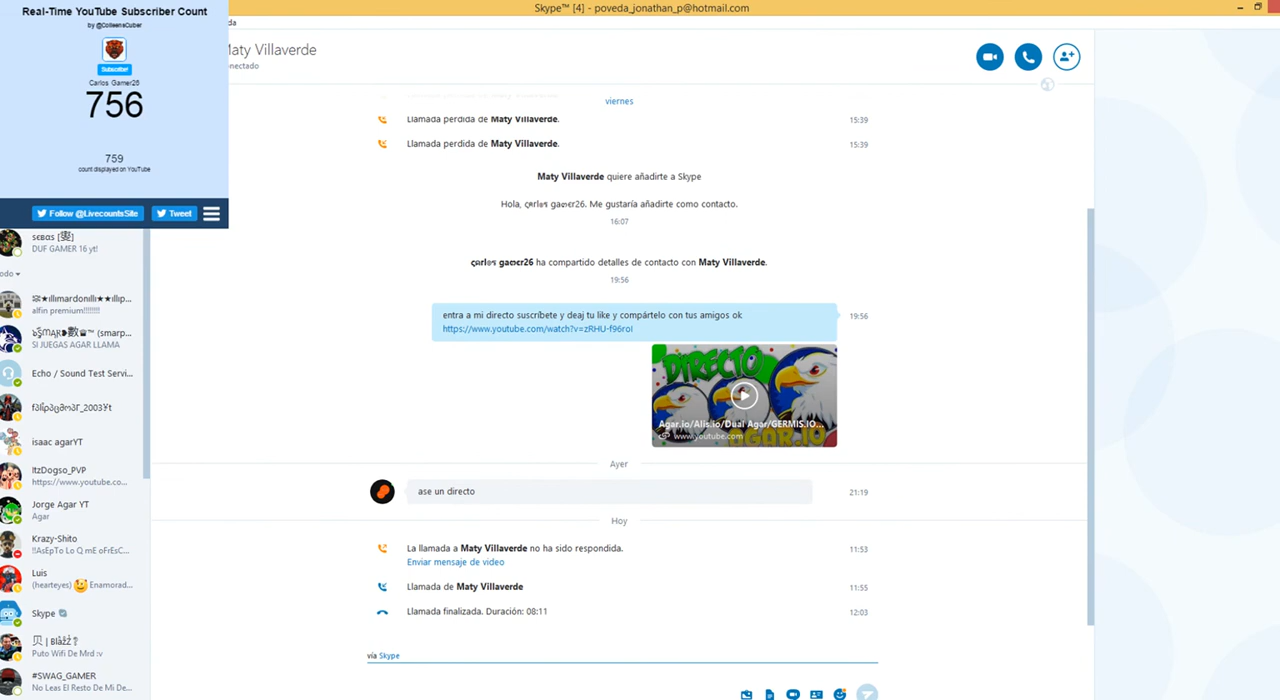 Real-Time YouTube Subscriber Count
by @ColleensCuber
Subscribe!
Carlos Gamer26
756
759
count displayed on YouTube
Follow @LivecountsSite
Tweet
Skype™ [4] - poveda_jonathan_p@hotmail.com
Maty Villaverde
nectado
viernes
Llamada perdida de Maty Villaverde.
15:39
Llamada perdida de Maty Villaverde.
15:39
Maty Villaverde quiere añadirte a Skype
Me gustaría añadirte como contacto.
16:07
ha compartido detalles de contacto con Maty Villaverde.
19:56
entra a mi directo suscríbete y deaj tu like y compártelo con tus amigos ok
https://www.youtube.com/watch?v=zRHU-f96roI
19:56
DIRECTO
Agar.io/Alis.io/Dual Agar/GERMIS.IO...
www.youtube.com
AGAR.IO
Ayer
ase un directo
21:19
Hoy
La llamada a Maty Villaverde no ha sido respondida.
11:53
Enviar mensaje de video
Llamada de Maty Villaverde
11:55
Llamada finalizada. Duración: 08:11
12:03
vía Skype
DUF GAMER 16 yt!
odo
alfin premium!!!!!!!!
SI JUEGAS AGAR LLAMA
Echo / Sound Test Servi...
isaac agarYT
ItzDogso_PVP
https://www.youtube.co...
Jorge Agar YT
Agar
Krazy-Shito
!!AsEpTo Lo Q mE oFrEsC...
Luis
(hearteyes) Enamorad...
Skype
Puto Wifi De Mrd :v
#SWAG_GAMER
No Leas El Resto De Mi De...